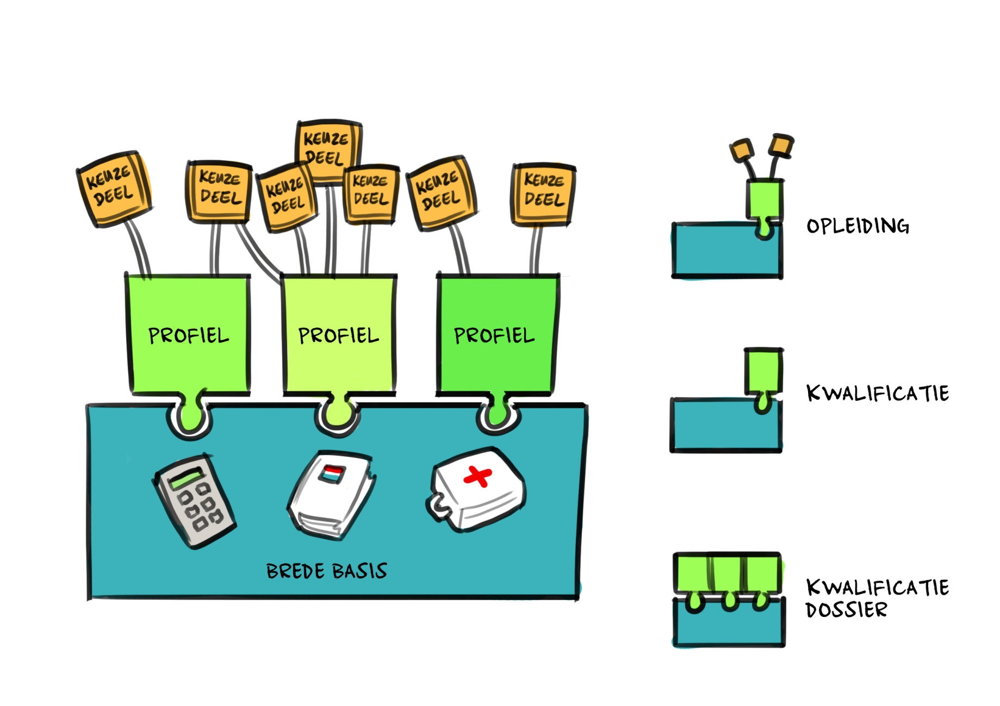 KEUZE
DEEL
KEUZE
DEEL
KEUZE
DEEL
KEUZE
DEEL
KEUZE
DEEL
KEUZE
DEEL
KEUZE
DEEL
PROFIEL
PROFIEL
PROFIEL
BREDE BASIS
OPLEIDING
KWALIFICATIE
KWALIFICATIE
DOSSIER